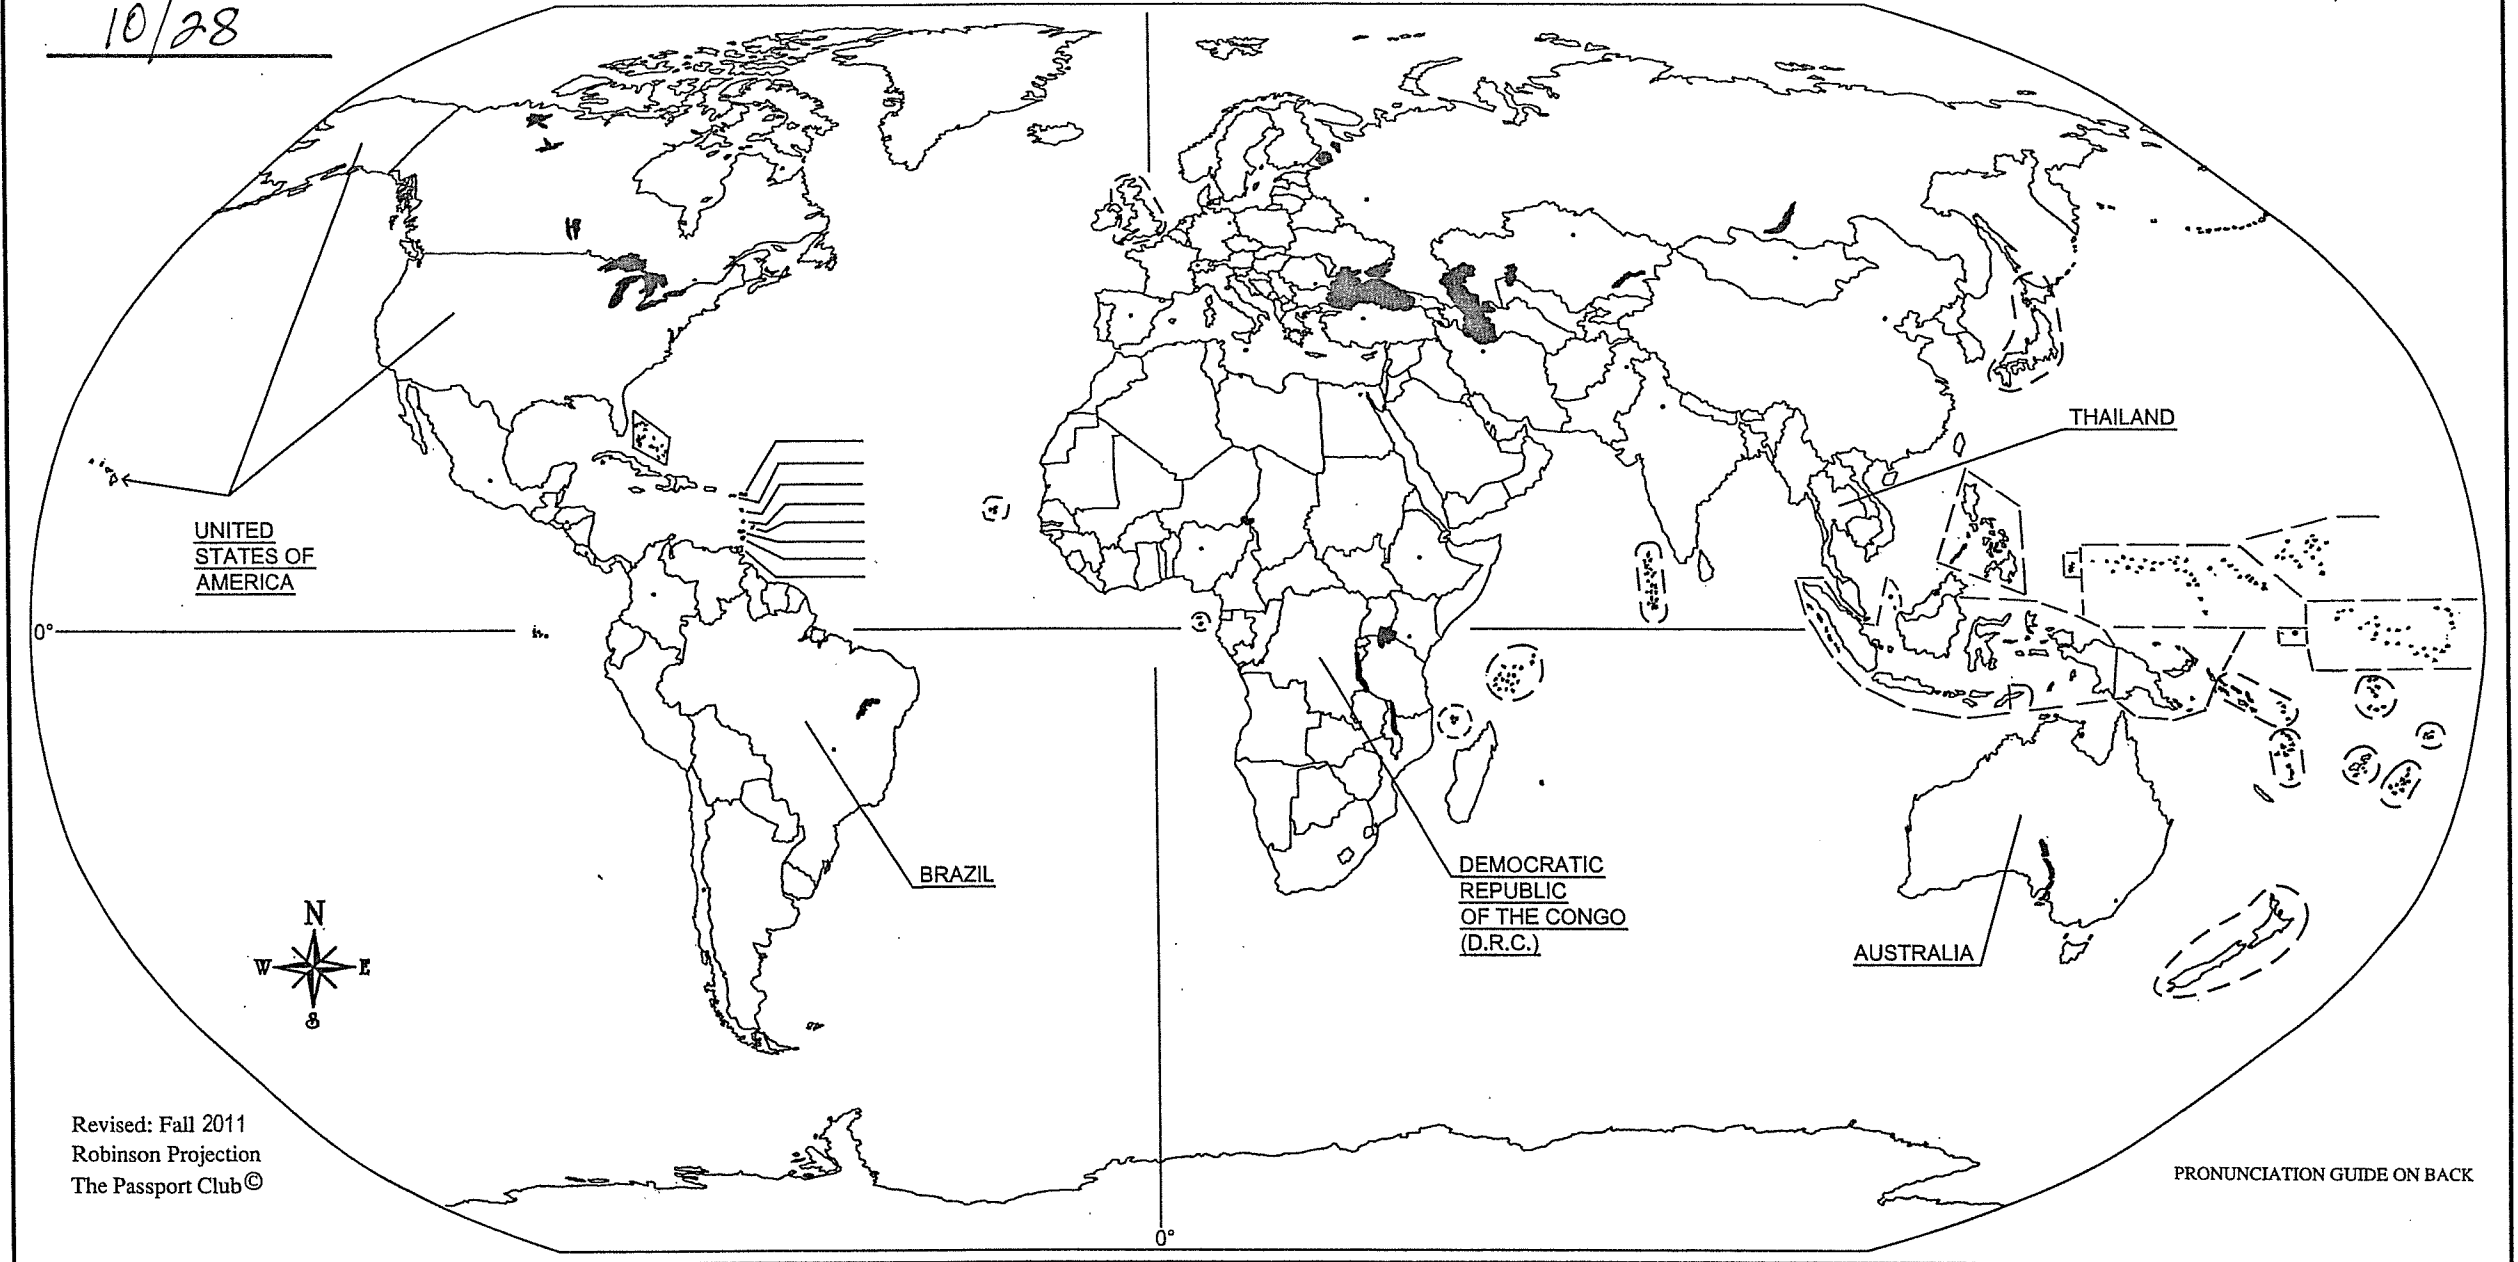 10/28
THAILAND
UNITED
STATES OF
AMERICA
0°
BRAZIL
DEMOCRATIC
REPUBLIC
OF THE CONGO
(D.R.C.)
AUSTRALIA
N
W E
S
Revised: Fall 2011
Robinson Projection
The Passport Club©
PRONUNCIATION GUIDE ON BACK
0°